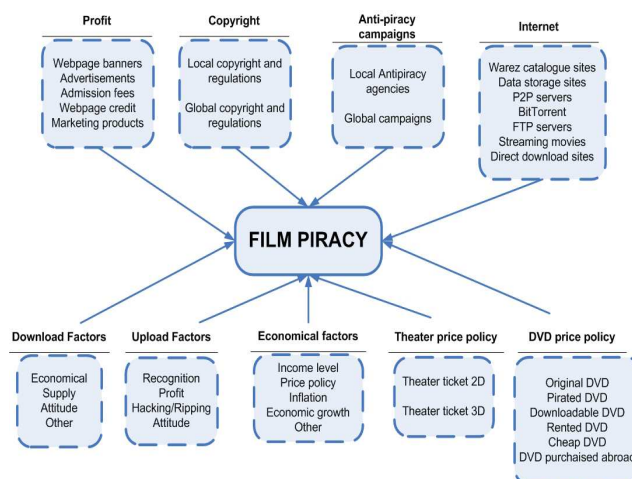 Profit
Webpage banners
Advertisements
Admission fees
Webpage credit
Marketing products
Copyright
Local copyright and
regulations
Global copyright and
regulations
Anti-piracy
campaigns
Local Antipiracy
agencies
Global campaigns
Internet
Warez catalogue sites
Data storage sites
P2P servers
BitTorrent
FTP servers
Streaming movies
Direct download sites
FILM PIRACY
Download Factors
Economical
Supply
Attitude
Other
Upload Factors
Recognition
Profit
Hacking/Ripping
Attitude
Economical factors
Income level
Price policy
Inflation
Economic growth
Other
Theater price policy
Theater ticket 2D
Theater ticket 3D
DVD price policy
Original DVD
Pirated DVD
Downloadable DVD
Rented DVD
Cheap DVD
DVD purchaised abroad